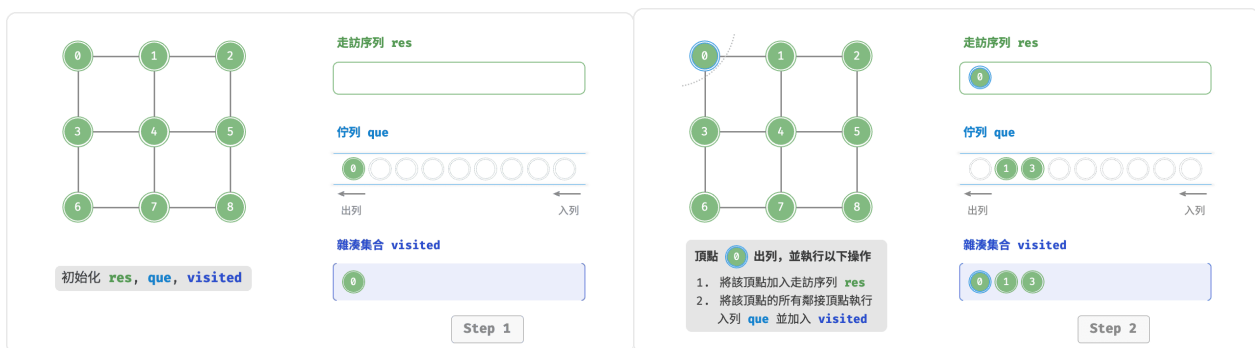 0 1 2
3 4 5
6 7 8
初始化 res, que, visited
走訪序列 res
佇列 que
0
出列 入列
雜湊集合 visited
0
Step 1
0 1 2
3 4 5
6 7 8
頂點 0 出列，並執行以下操作
1. 將該頂點加入走訪序列 res
2. 將該頂點的所有鄰接頂點執行
入列 que 並加入 visited
走訪序列 res
0
佇列 que
1 3
出列 入列
雜湊集合 visited
0 1 3
Step 2